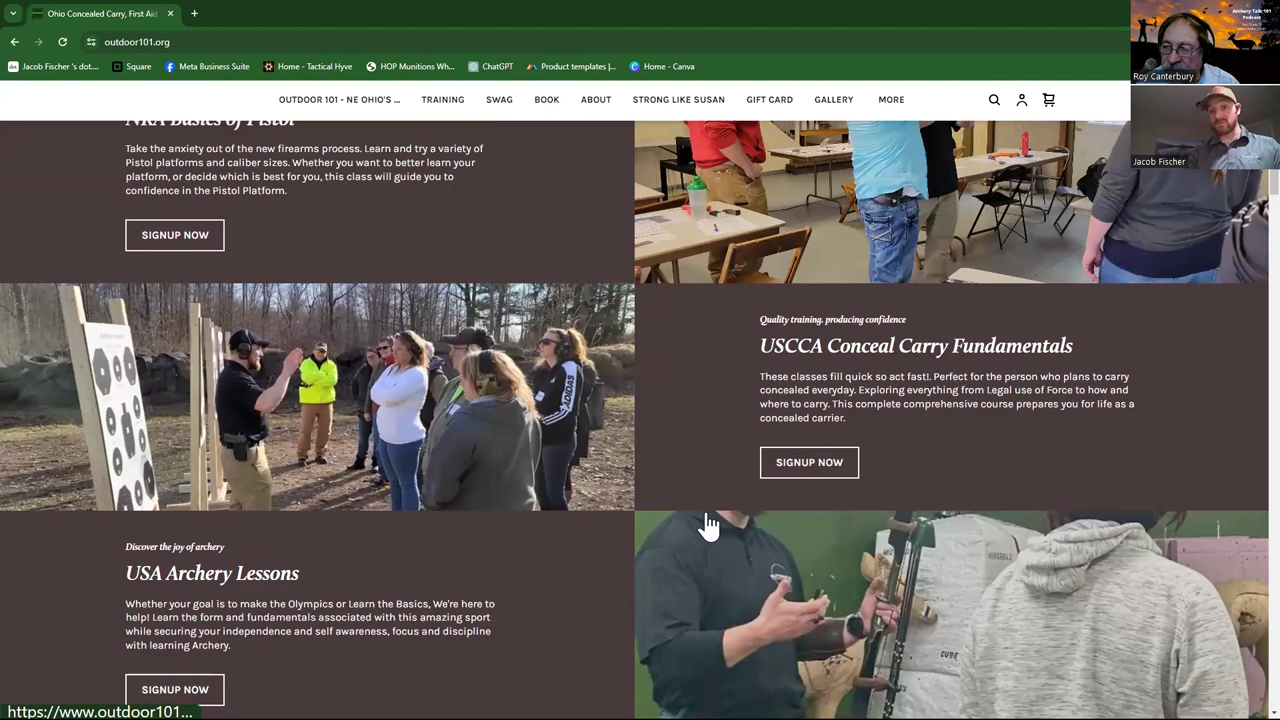 Ohio Concealed Carry, First Aid,
outdoor101.org
Jacob Fischer 's dot....
Square
Meta Business Suite
Home - Tactical Hyve
HOP Munitions Wh...
ChatGPT
Product templates |...
Home - Canva
Archery Talk 101
Podcast
Roy Canterbury
Jacob Fischer
OUTDOOR 101 - NE OHIO'S ...
TRAINING
SWAG
BOOK
ABOUT
STRONG LIKE SUSAN
GIFT CARD
GALLERY
MORE
NRA Basics of Pistol
Take the anxiety out of the new firearms process. Learn and try a variety of
Pistol platforms and caliber sizes. Whether you want to better learn your
platform, or decide which is best for you, this class will guide you to
confidence in the Pistol Platform.
SIGNUP NOW
Quality training, producing confidence
USCCA Conceal Carry Fundamentals
These classes fill quick so act fast!. Perfect for the person who plans to carry
concealed everyday. Exploring everything from Legal use of Force to how and
where to carry. This complete comprehensive course prepares you for life as a
concealed carrier.
SIGNUP NOW
adidas
Discover the joy of archery
USA Archery Lessons
Whether your goal is to make the Olympics or Learn the Basics, We're here to
help! Learn the form and fundamentals associated with this amazing sport
while securing your independence and self awareness, focus and discipline
with learning Archery.
SIGNUP NOW
CUBE
https://www.outdoor101...